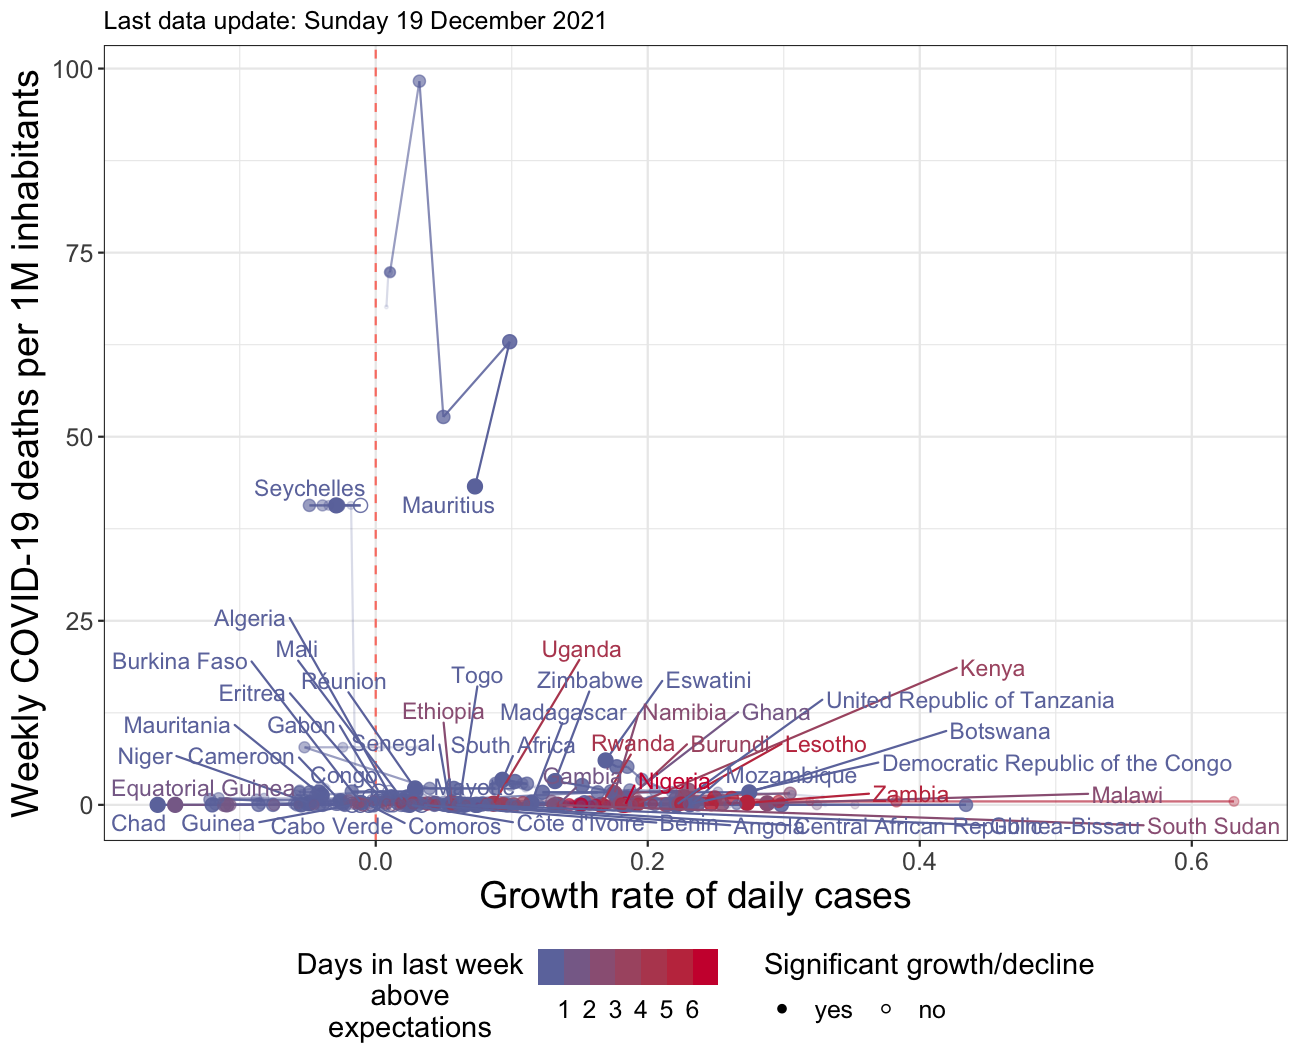 Last data update: Sunday 19 December 2021
Weekly COVID-19 deaths per 1M inhabitants
100
75
50
25
0
Seychelles
Mauritius
Algeria
Mali
Uganda
Burkina Faso
Kenya
Réunion
Togo
Zimbabwe
Eswatini
Eritrea
United Republic of Tanzania
Ethiopia
Madagascar
Namibia
Ghana
Mauritania
Gabon
Botswana
Senegal
South Africa
Rwanda
Burundi
Lesotho
Niger
Cameroon
Democratic Republic of the Congo
Congo
Gambia
Mozambique
Equatorial Guinea
Mayotte
Nigeria
Zambia
Malawi
Chad
Guinea
Cabo Verde
Comoros
Côte d'Ivoire
Benin
Angola
Central African Republic
Guinea-Bissau
South Sudan
0.0
0.2
0.4
0.6
Growth rate of daily cases
Days in last week
above
expectations
1 2 3 4 5 6
Significant growth/decline
yes
no